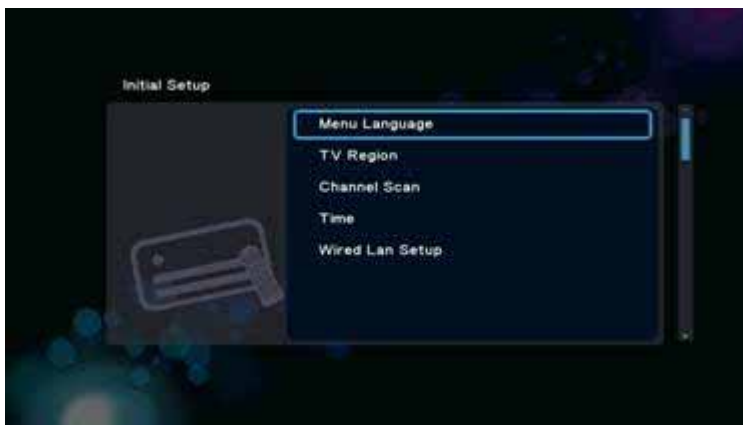 Initial Setup
Menu Language
TV Region
Channel Scan
Time
Wired Lan Setup